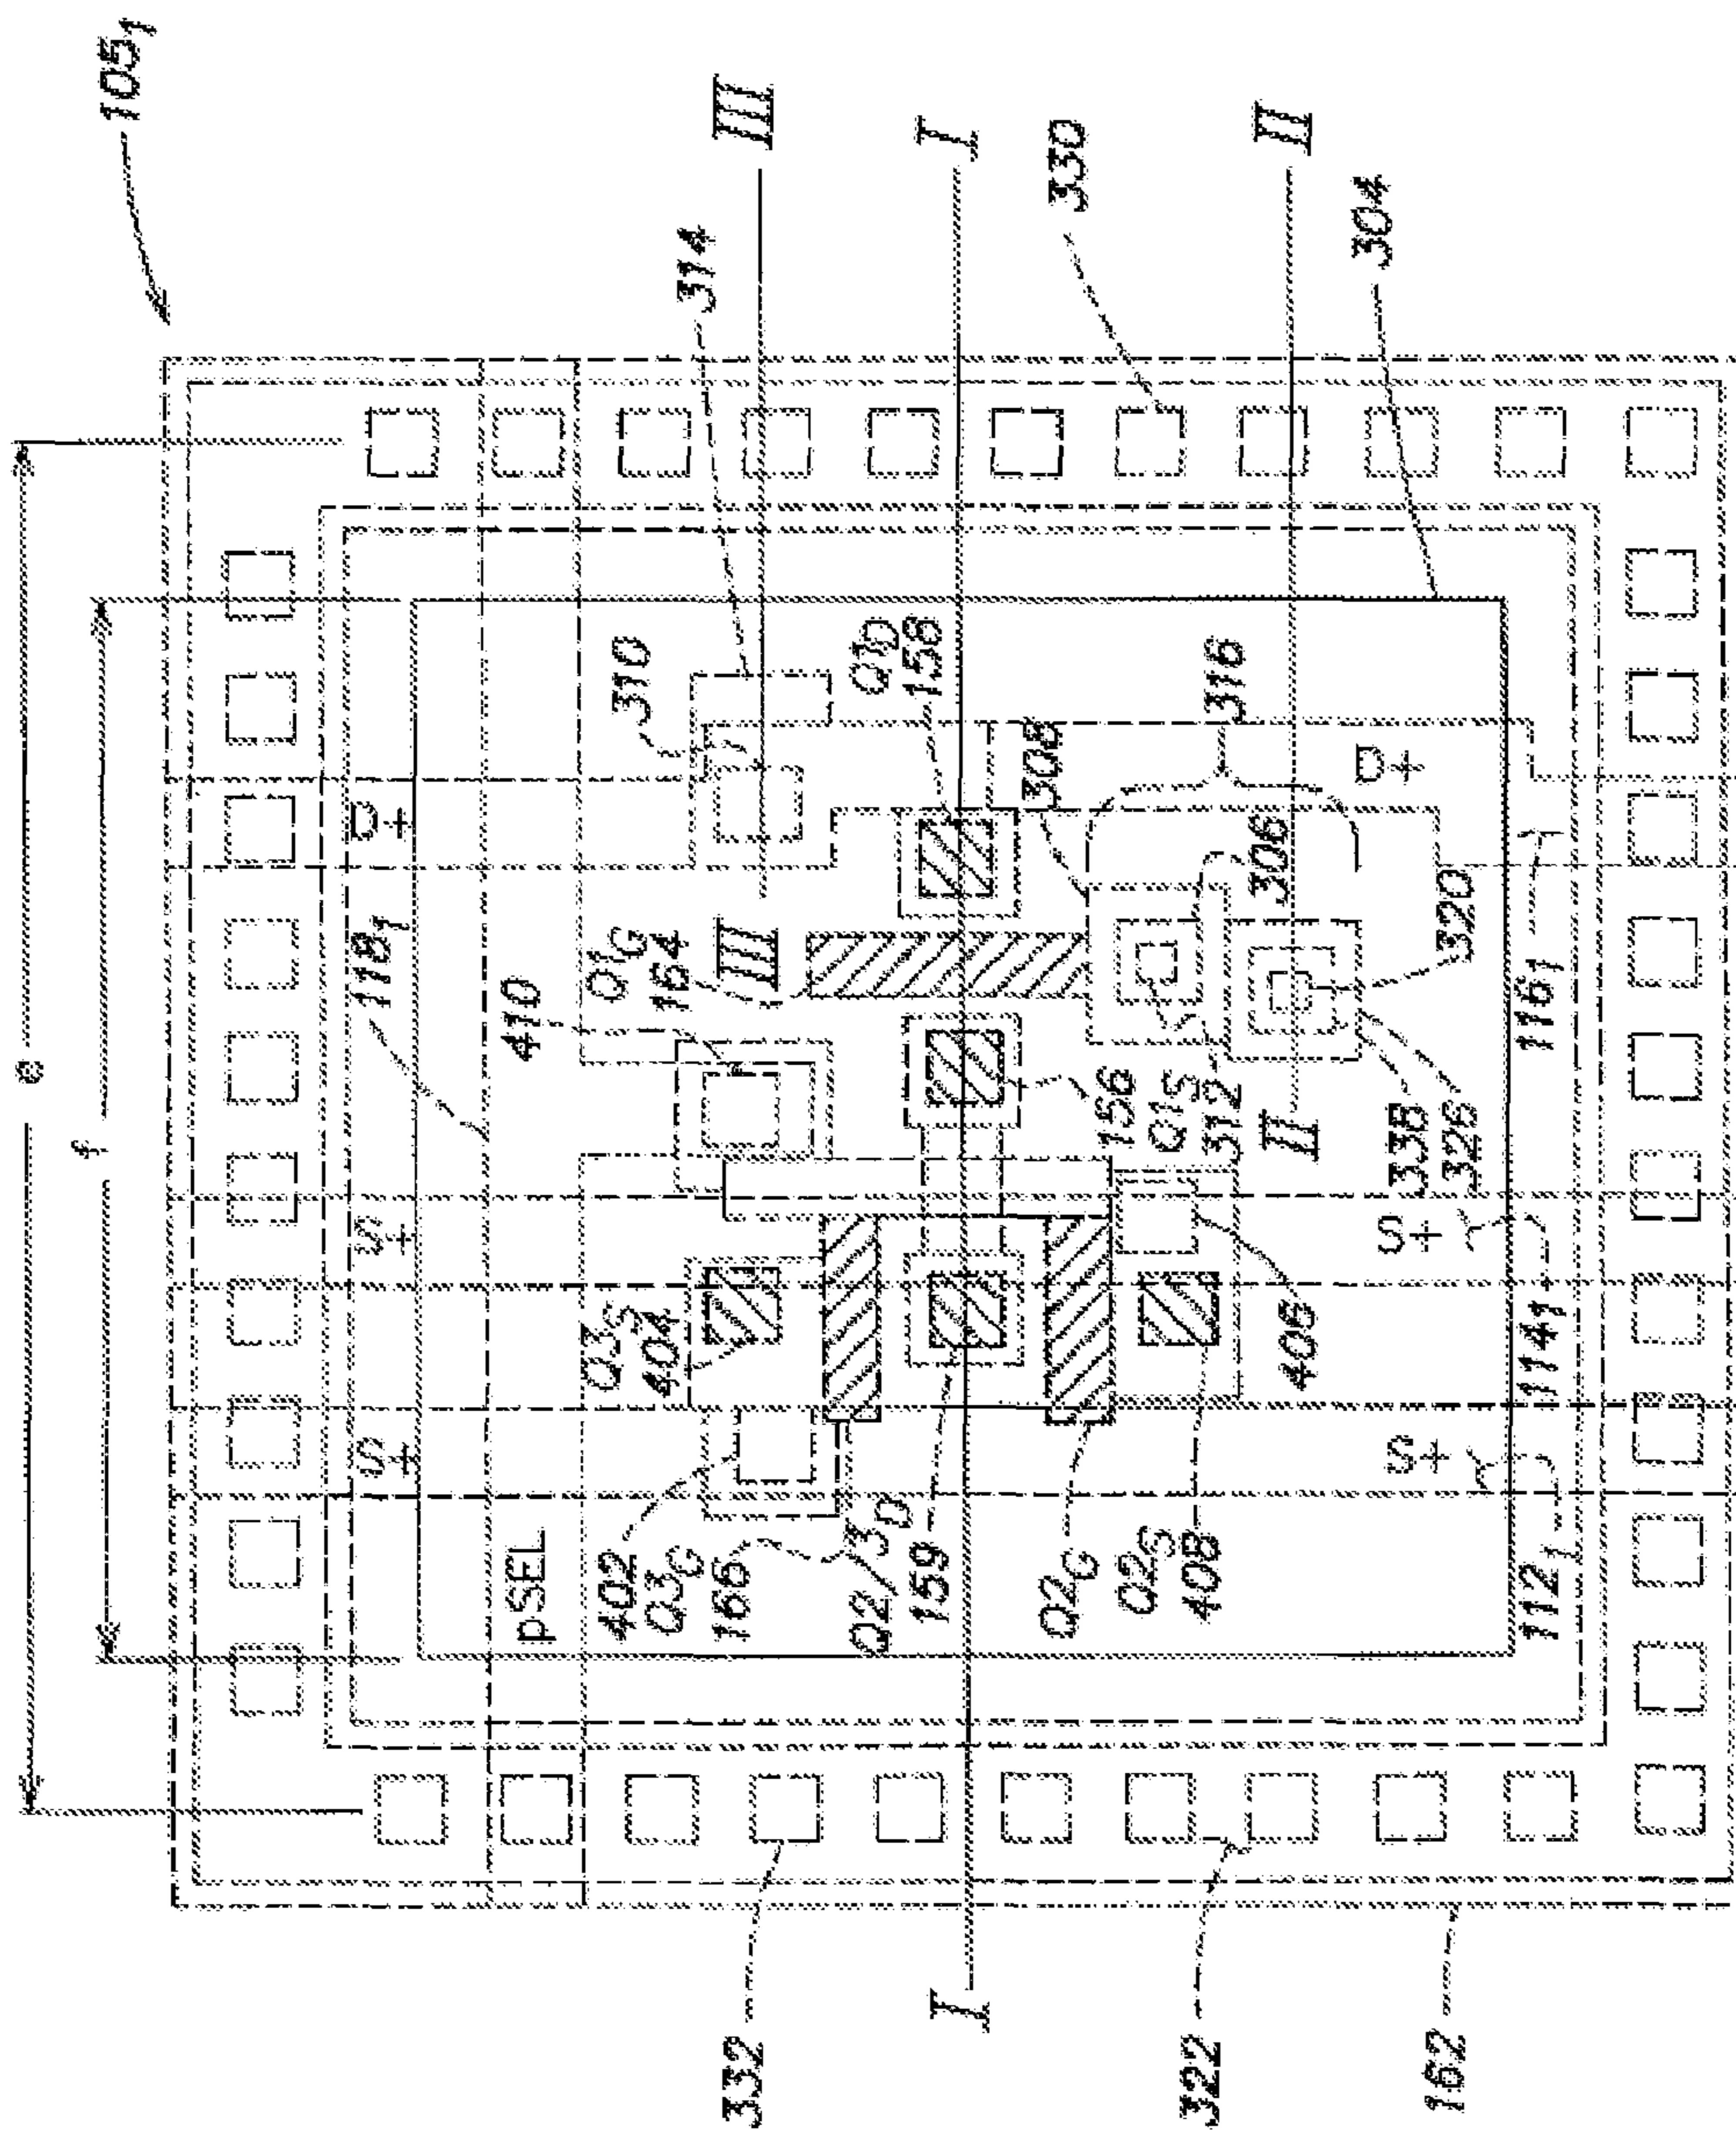 105₁
e
f
III
I
II
314
330
304
310
Q1D
158
308
316
D+
D+
306
118₁
410
Q1G
164
III
320
116₁
156
Q1S
312
II
338
326
S+
S+
Q3S
404
406
114₁
S+
S+
pSEL
402
Q3G
166
Q2/3D
159
Q2G
Q2S
408
112₁
I
332
322
162